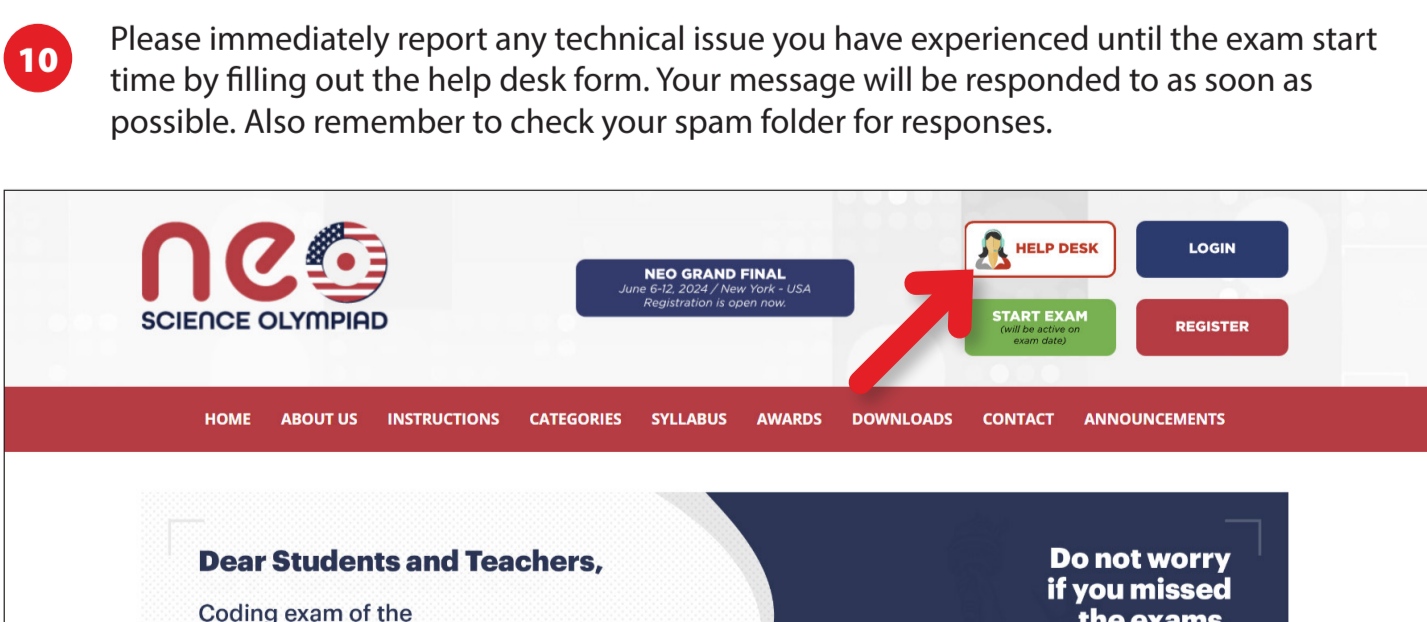 10
Please immediately report any technical issue you have experienced until the exam start
time by filling out the help desk form. Your message will be responded to as soon as
possible. Also remember to check your spam folder for responses.
neo
SCIENCE OLYMPIAD
NEO GRAND FINAL
June 6-12, 2024 / New York - USA
Registration is open now.
HELP DESK
LOGIN
START EXAM
(will be active on
exam date)
REGISTER
HOME ABOUT US INSTRUCTIONS CATEGORIES SYLLABUS AWARDS DOWNLOADS CONTACT ANNOUNCEMENTS
Dear Students and Teachers,
Coding exam of the
Do not worry
if you missed
the exams